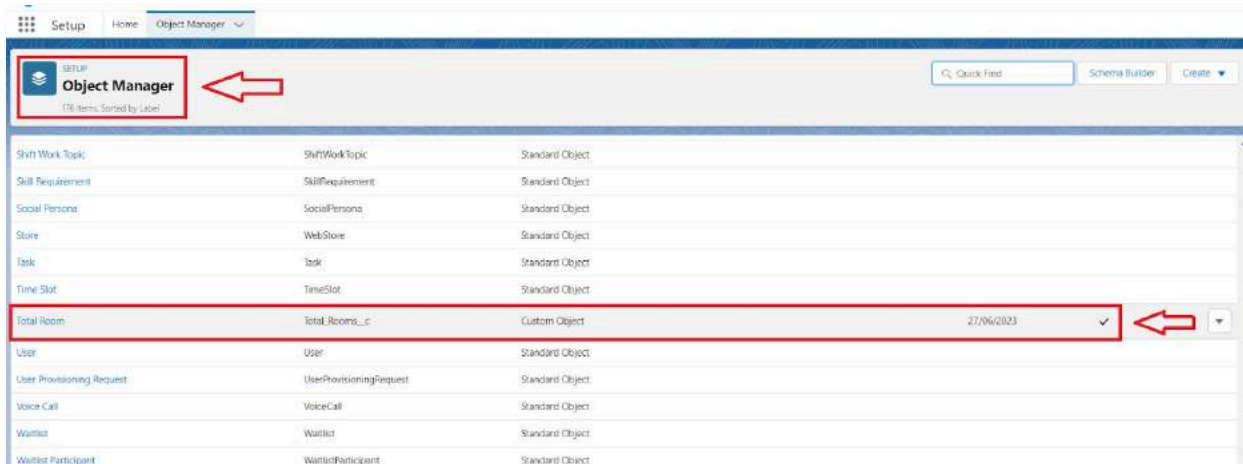 Setup Home Object Manager
SETUP
Object Manager
176 Items, Sorted by Label
Quick Find Schema Builder Create
Shift Work Topic ShiftWorkTopic Standard Object
Skill Requirement SkillRequirement Standard Object
Social Persona SocialPersona Standard Object
Store WebStore Standard Object
Task Task Standard Object
Time Slot TimeSlot Standard Object
Total Room Total_Rooms__c Custom Object 27/06/2023
User User Standard Object
User Provisioning Request UserProvisioningRequest Standard Object
Voice Call VoiceCall Standard Object
Waitlist Waitlist Standard Object
Waitlist Participant WaitlistParticipant Standard Object